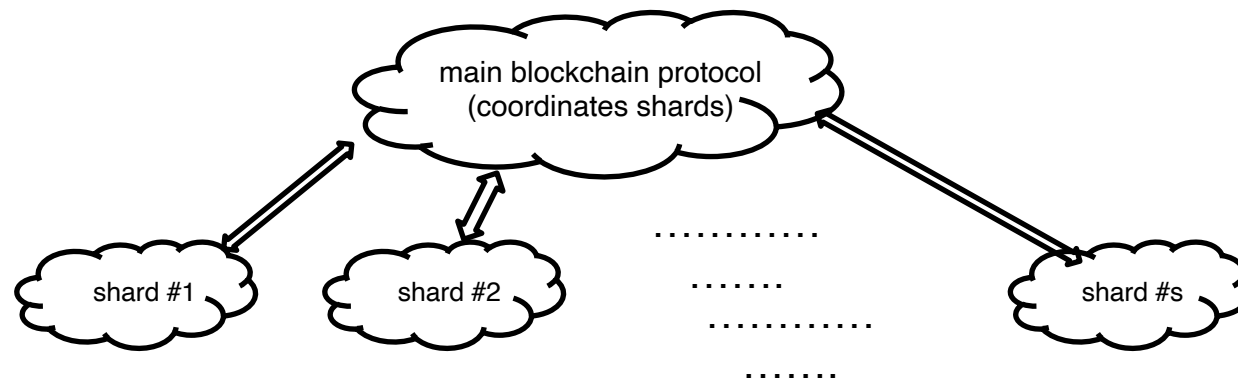 main blockchain protocol
(coordinates shards)
shard #1
shard #2
shard #s